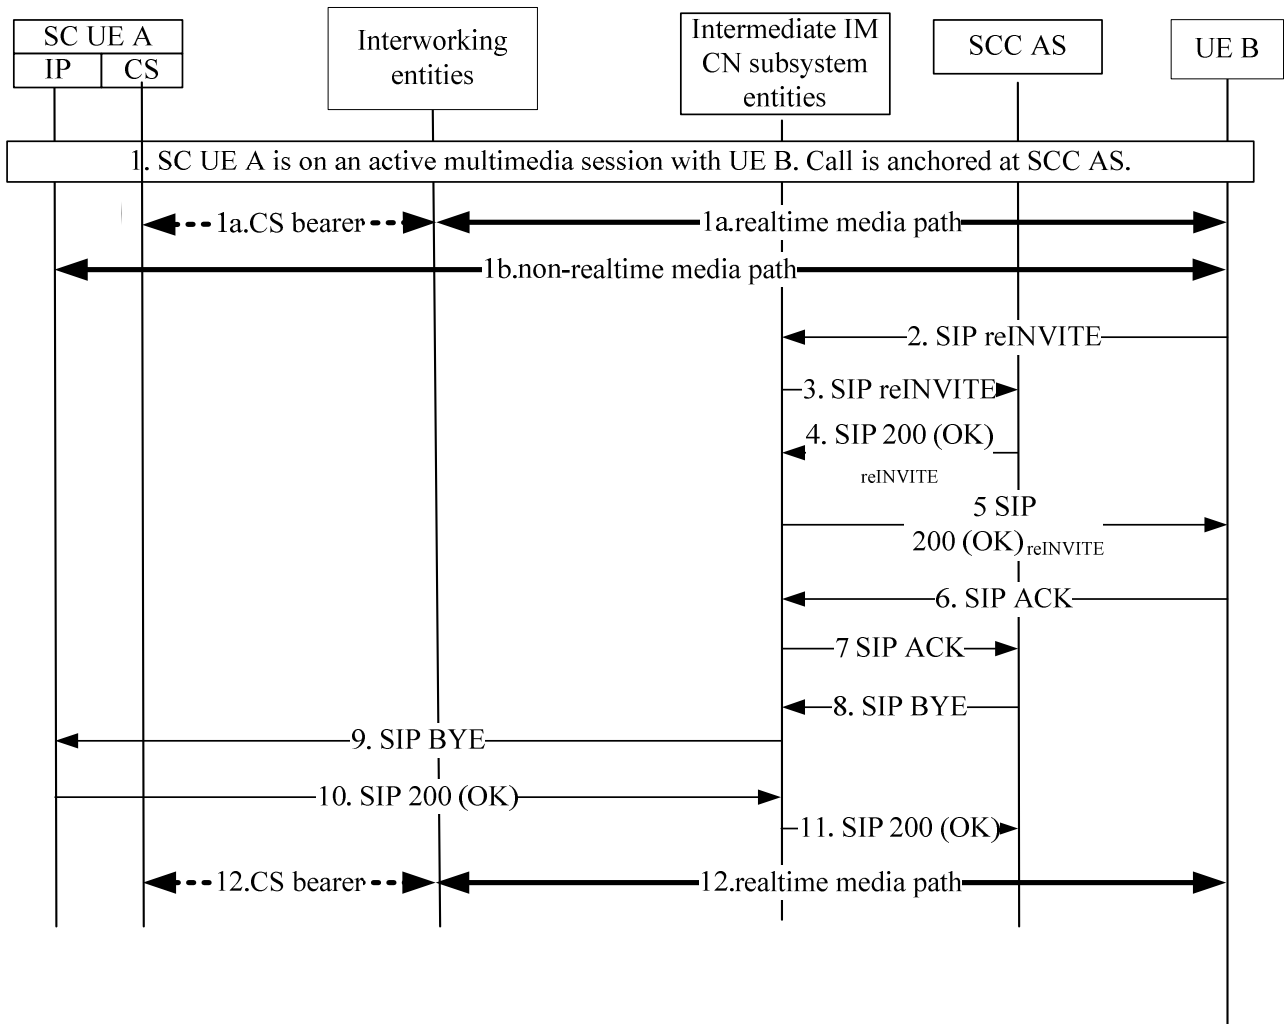 SC UE A
IP
CS
Interworking
entities
Intermediate IM
CN subsystem
entities
SCC AS
UE B
1. SC UE A is on an active multimedia session with UE B. Call is anchored at SCC AS.
1a.CS bearer
1a.realtime media path
1b.non-realtime media path
2. SIP reINVITE
3. SIP reINVITE
4. SIP 200 (OK)
reINVITE
5 SIP
200 (OK) reINVITE
6. SIP ACK
7 SIP ACK
8. SIP BYE
9. SIP BYE
10. SIP 200 (OK)
11. SIP 200 (OK)
12.CS bearer
12.realtime media path